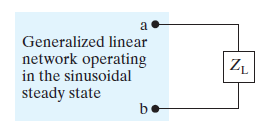 a
Generalized linear
network operating
in the sinusoidal
steady state
Z_L
b